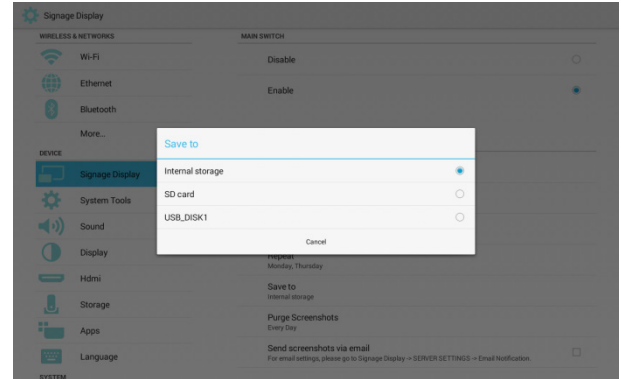 Signage Display
WIRELESS & NETWORKS
Wi-Fi
Ethernet
Bluetooth
More...
DEVICE
Signage Display
System Tools
Sound
Display
Hdmi
Storage
Apps
Language
SYSTEM
MAIN SWITCH
Disable
Enable
Save to
Internal storage
SD card
USB_DISK1
Cancel
Repeat
Monday, Thursday
Save to
Internal storage
Purge Screenshots
Every Day
Send screenshots via email
For email settings, please go to Signage Display -> SERVER SETTINGS -> Email Notification.